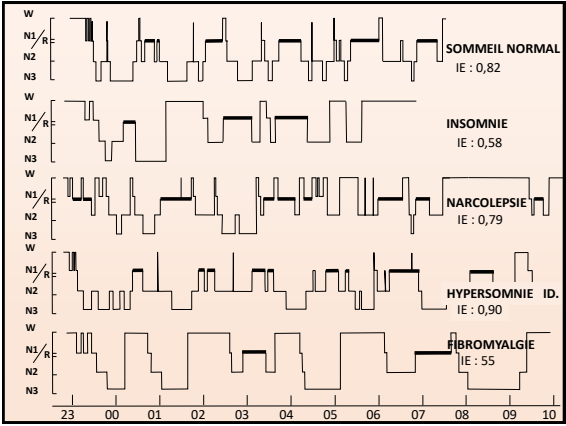 W
N1/R
N2
N3
SOMMEIL NORMAL
IE : 0,82
W
N1/R
N2
N3
INSOMNIE
IE : 0,58
W
N1/R
N2
N3
NARCOLEPSIE
IE : 0,79
W
N1/R
N2
N3
HYPERSOMNIE ID.
IE : 0,90
W
N1/R
N2
N3
FIBROMYALGIE
IE : 55
23 00 01 02 03 04 05 06 07 08 09 10